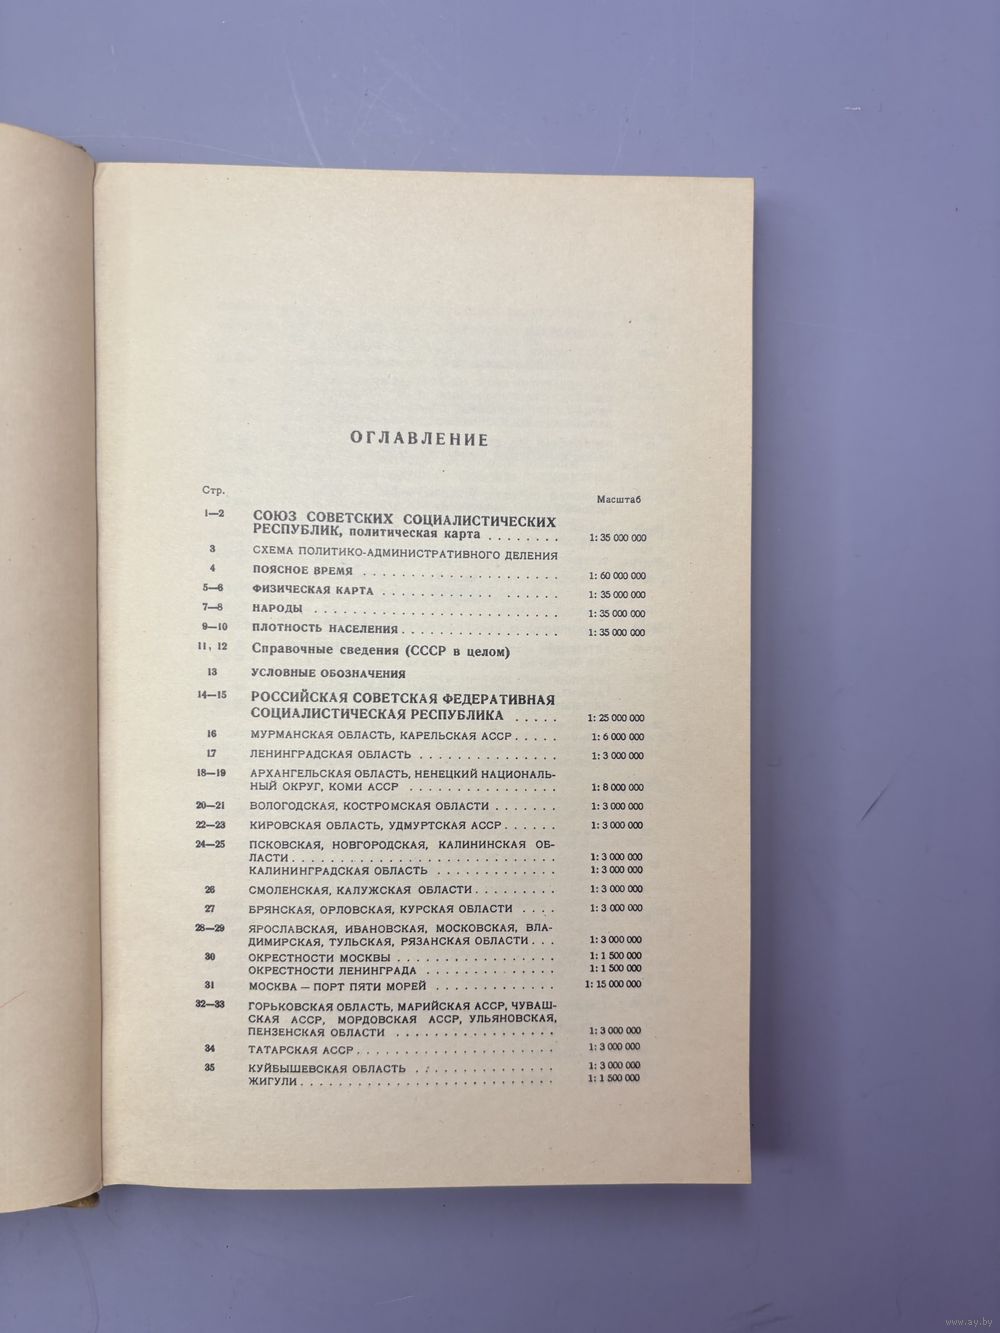 ОГЛАВЛЕНИЕ
Стр.
Масштаб
1—2 СОЮЗ СОВЕТСКИХ СОЦИАЛИСТИЧЕСКИХ
РЕСПУБЛИК, политическая карта . . . . . . . . 1: 35 000 000
3 СХЕМА ПОЛИТИКО-АДМИНИСТРАТИВНОГО ДЕЛЕНИЯ
4 ПОЯСНОЕ ВРЕМЯ . . . . . . . . . . . . . . . . . . . . 1: 60 000 000
5—6 ФИЗИЧЕСКАЯ КАРТА . . . . . . . . . . . . . . . . . 1: 35 000 000
7—8 НАРОДЫ . . . . . . . . . . . . . . . . . . . . . . . . . 1: 35 000 000
9—10 ПЛОТНОСТЬ НАСЕЛЕНИЯ . . . . . . . . . . . . . . . . 1: 35 000 000
11, 12 Справочные сведения (СССР в целом)
13 УСЛОВНЫЕ ОБОЗНАЧЕНИЯ
14—15 РОССИЙСКАЯ СОВЕТСКАЯ ФЕДЕРАТИВНАЯ
СОЦИАЛИСТИЧЕСКАЯ РЕСПУБЛИКА . . . . . 1: 25 000 000
16 МУРМАНСКАЯ ОБЛАСТЬ, КАРЕЛЬСКАЯ АССР . . . . . 1: 6 000 000
17 ЛЕНИНГРАДСКАЯ ОБЛАСТЬ . . . . . . . . . . . . . . . 1: 3 000 000
18—19 АРХАНГЕЛЬСКАЯ ОБЛАСТЬ, НЕНЕЦКИЙ НАЦИОНАЛЬ-
НЫЙ ОКРУГ, КОМИ АССР . . . . . . . . . . . . . . . . 1: 8 000 000
20—21 ВОЛОГОДСКАЯ, КОСТРОМСКАЯ ОБЛАСТИ . . . . . . . 1: 3 000 000
22—23 КИРОВСКАЯ ОБЛАСТЬ, УДМУРТСКАЯ АССР . . . . . . 1: 3 000 000
24—25 ПСКОВСКАЯ, НОВГОРОДСКАЯ, КАЛИНИНСКАЯ ОБ-
ЛАСТИ . . . . . . . . . . . . . . . . . . . . . . . . . . . . 1: 3 000 000
КАЛИНИНГРАДСКАЯ ОБЛАСТЬ . . . . . . . . . . . . . 1: 3 000 000
26 СМОЛЕНСКАЯ, КАЛУЖСКАЯ ОБЛАСТИ . . . . . . . . . 1: 3 000 000
27 БРЯНСКАЯ, ОРЛОВСКАЯ, КУРСКАЯ ОБЛАСТИ . . . . 1: 3 000 000
28—29 ЯРОСЛАВСКАЯ, ИВАНОВСКАЯ, МОСКОВСКАЯ, ВЛА-
ДИМИРСКАЯ, ТУЛЬСКАЯ, РЯЗАНСКАЯ ОБЛАСТИ . . . 1: 3 000 000
30 ОКРЕСТНОСТИ МОСКВЫ . . . . . . . . . . . . . . . . . 1: 1 500 000
ОКРЕСТНОСТИ ЛЕНИНГРАДА . . . . . . . . . . . . . . 1: 1 500 000
31 МОСКВА — ПОРТ ПЯТИ МОРЕЙ . . . . . . . . . . . . . 1: 15 000 000
32—33 ГОРЬКОВСКАЯ ОБЛАСТЬ, МАРИЙСКАЯ АССР, ЧУВАШ-
СКАЯ АССР, МОРДОВСКАЯ АССР, УЛЬЯНОВСКАЯ,
ПЕНЗЕНСКАЯ ОБЛАСТИ . . . . . . . . . . . . . . . . . 1: 3 000 000
34 ТАТАРСКАЯ АССР . . . . . . . . . . . . . . . . . . . . . 1: 3 000 000
35 КУЙБЫШЕВСКАЯ ОБЛАСТЬ . . . . . . . . . . . . . . . 1: 3 000 000
ЖИГУЛИ . . . . . . . . . . . . . . . . . . . . . . . . . . 1: 1 500 000
www.ay.by